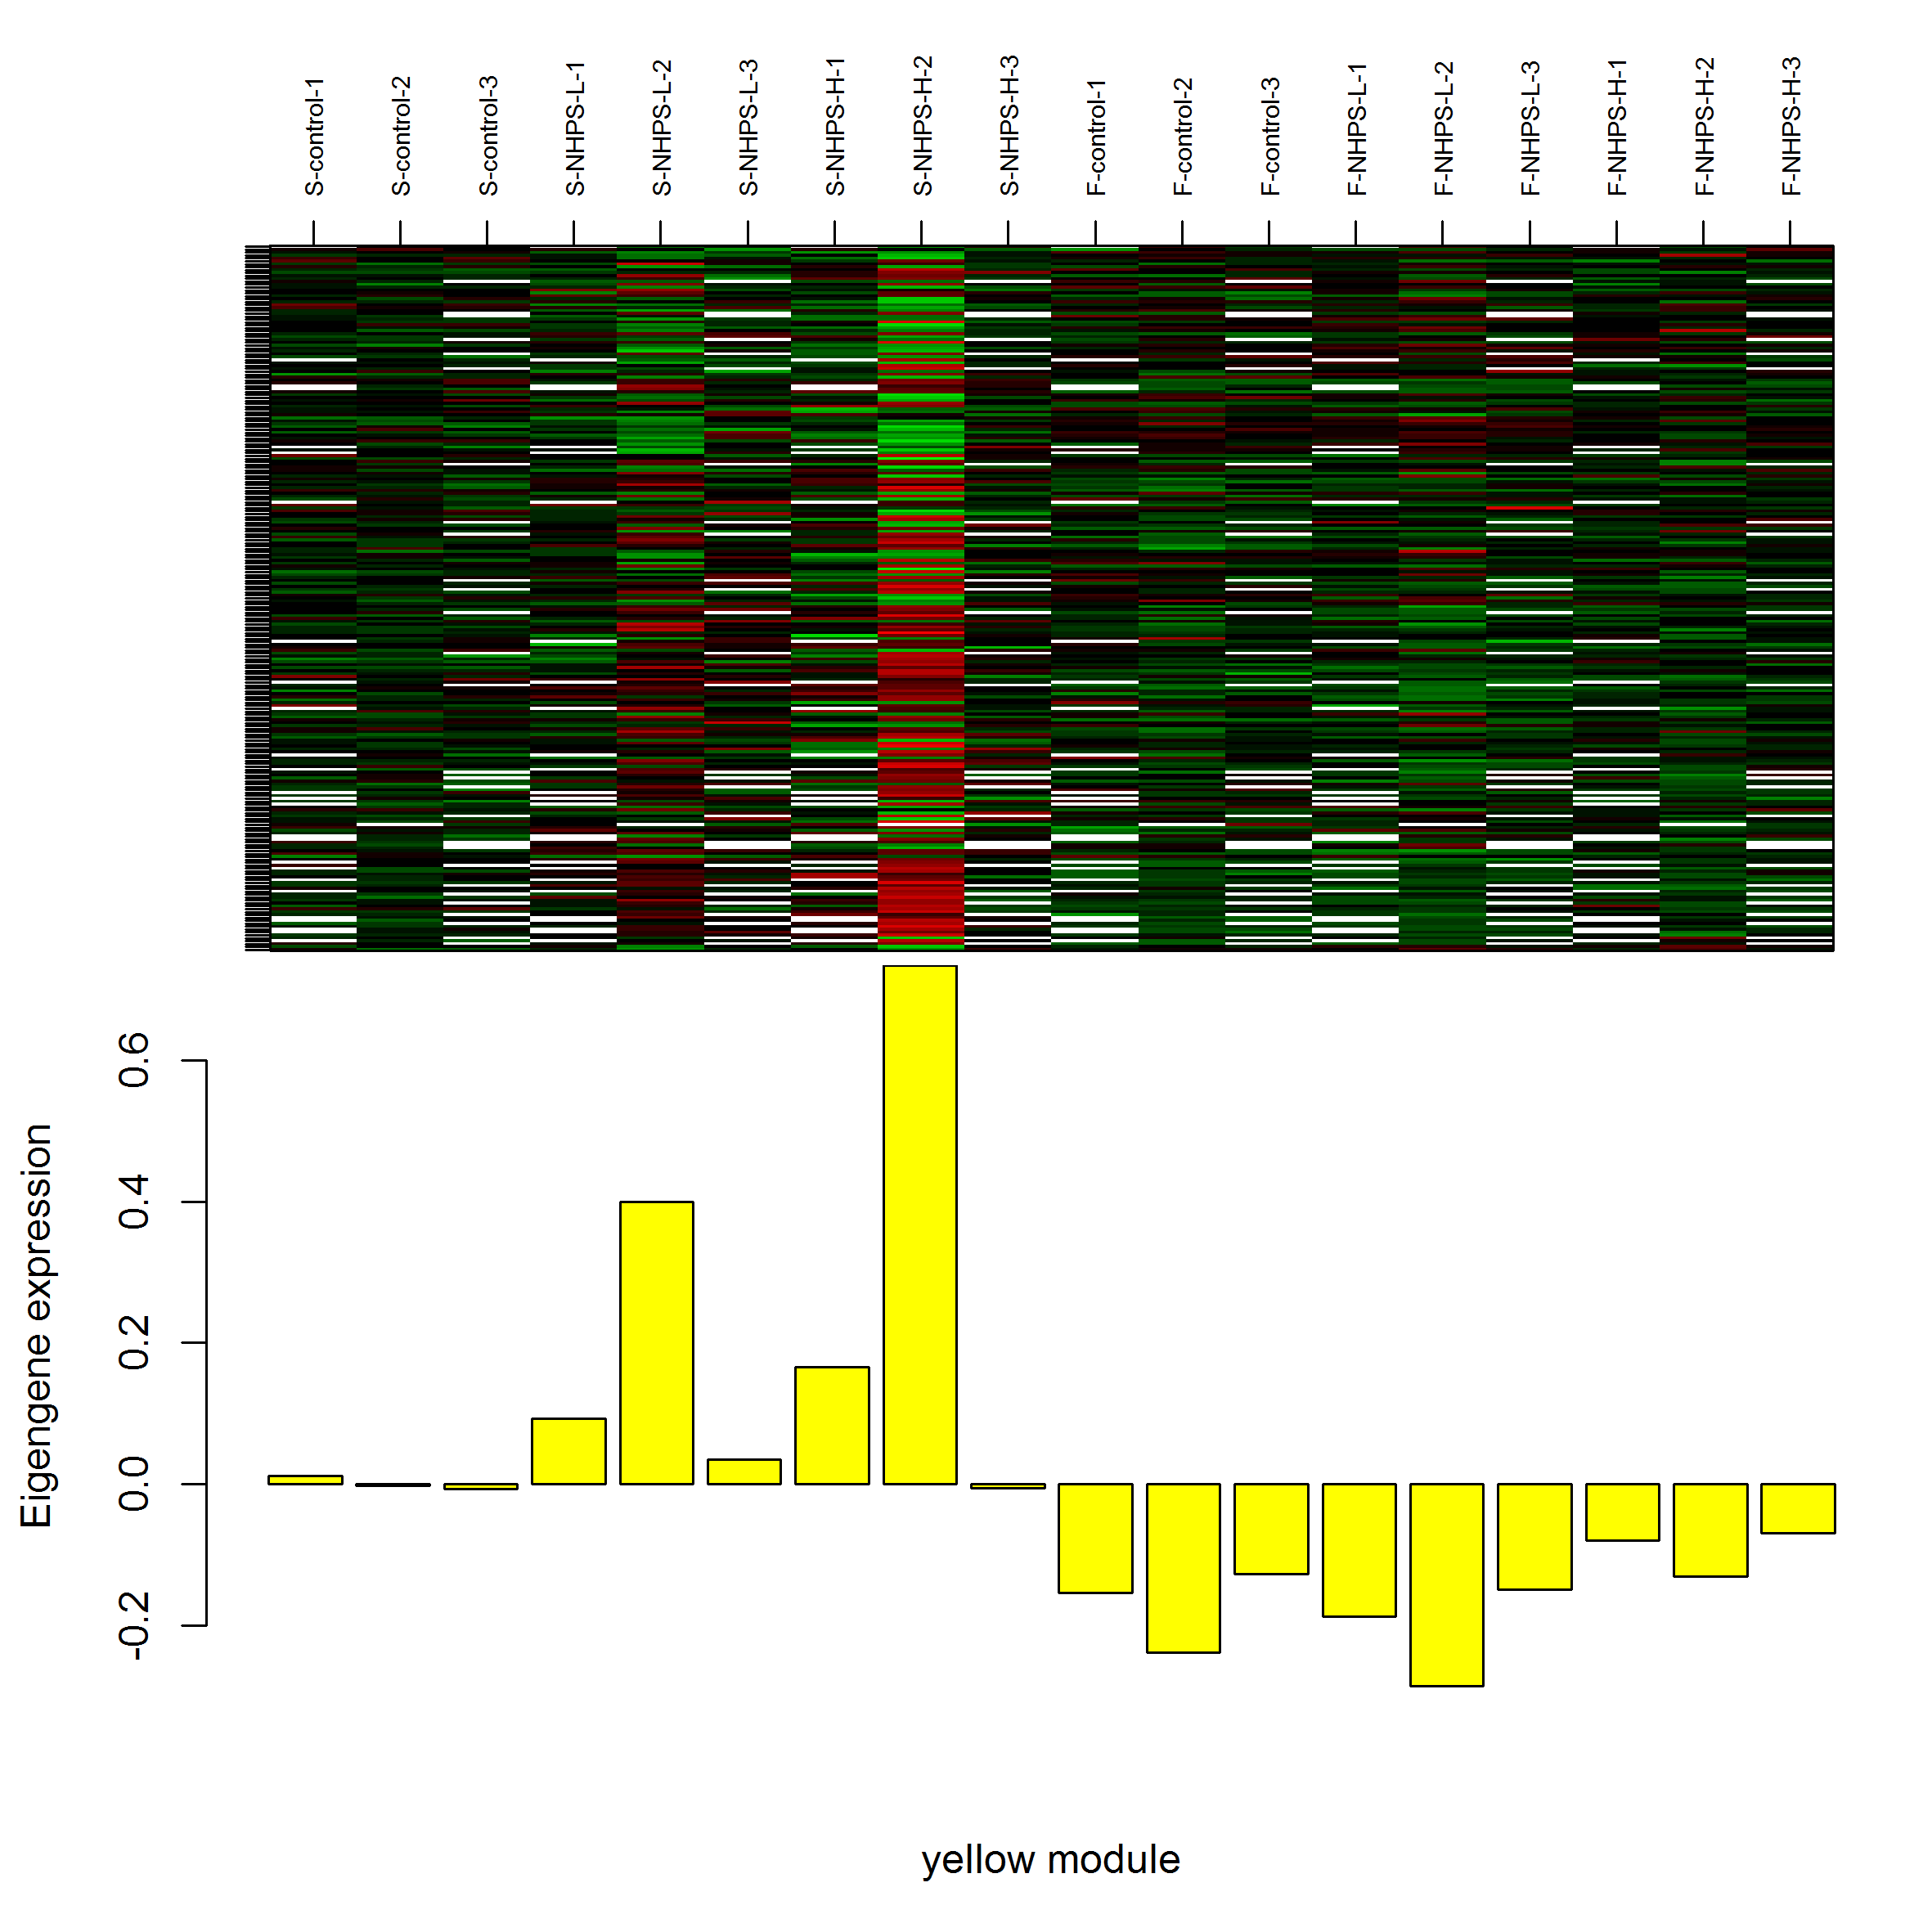 S-control-1
S-control-2
S-control-3
S-NHPS-L-1
S-NHPS-L-2
S-NHPS-L-3
S-NHPS-H-1
S-NHPS-H-2
S-NHPS-H-3
F-control-1
F-control-2
F-control-3
F-NHPS-L-1
F-NHPS-L-2
F-NHPS-L-3
F-NHPS-H-1
F-NHPS-H-2
F-NHPS-H-3
Eigengene expression
0.6
0.4
0.2
0.0
-0.2
yellow module